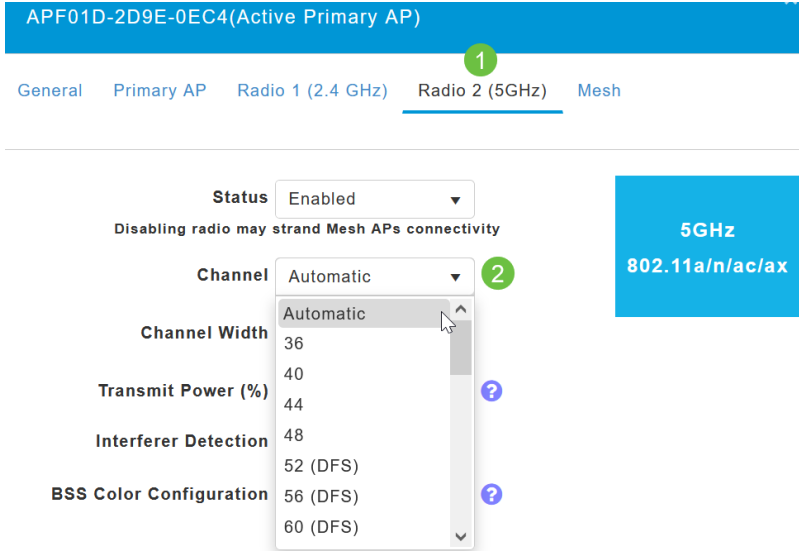 APF01D-2D9E-0EC4(Active Primary AP)
1
General Primary AP Radio 1 (2.4 GHz) Radio 2 (5GHz) Mesh
Status Enabled
Disabling radio may strand Mesh APs connectivity
5GHz
802.11a/n/ac/ax
Channel Automatic 2
Automatic
Channel Width
36
40
Transmit Power (%) ?
44
Interferer Detection
48
52 (DFS)
BSS Color Configuration ?
56 (DFS)
60 (DFS)